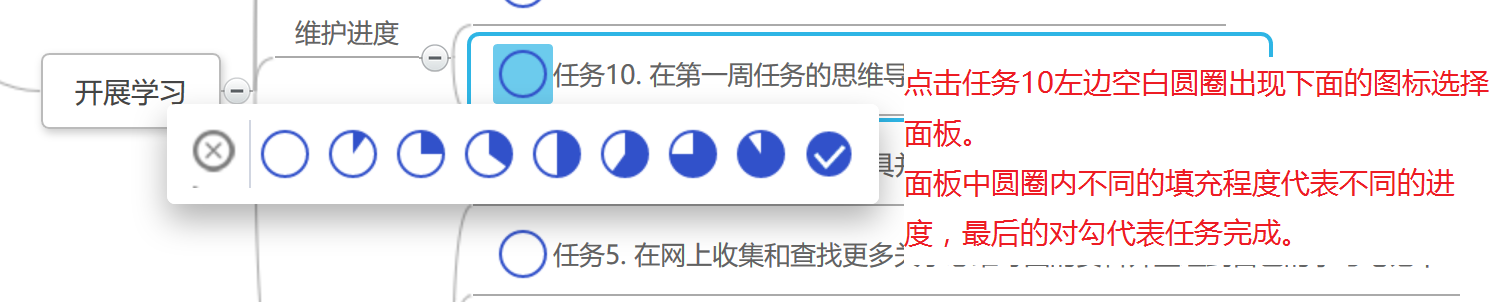 维护进度
开展学习
任务10. 在第一周任务的思维导
点击任务10左边空白圆圈出现下面的图标选择
面板。
面板中圆圈内不同的填充程度代表不同的进
度，最后的对勾代表任务完成。
任务5. 在网上收集和查找更多